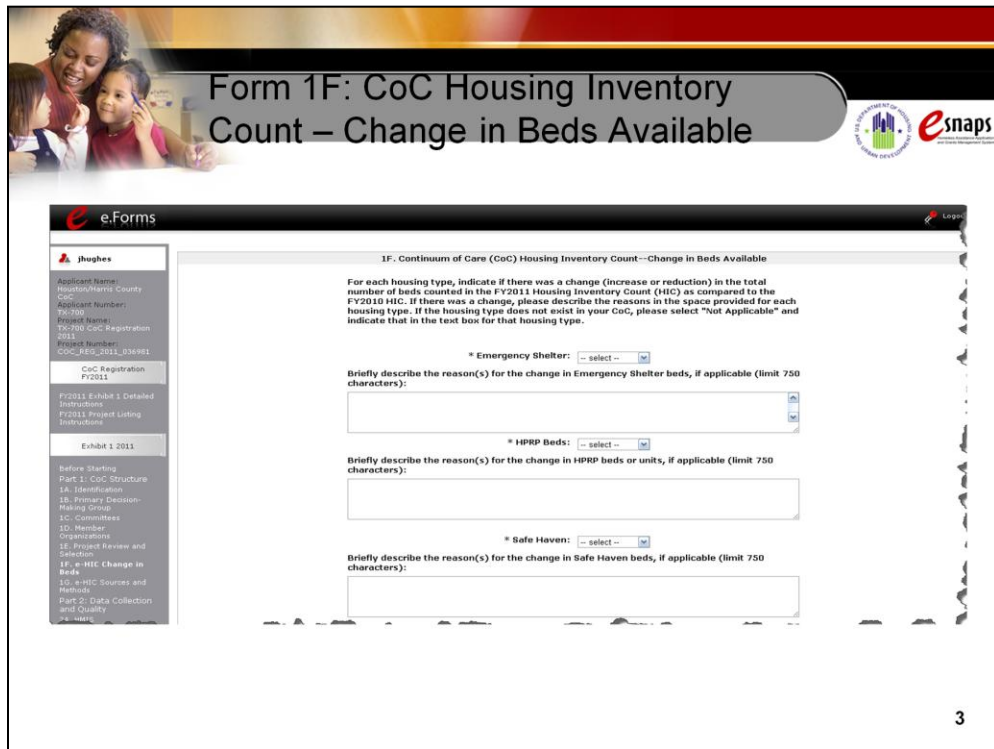 Form 1F: CoC Housing Inventory
Count – Change in Beds Available
US DEPARTMENT OF HOUSING AND URBAN DEVELOPMENT
esnaps
e e.Forms
Logou
jhughes
Applicant Name:
Houston/Harris County
CoC
Applicant Number:
TX-700
Project Name:
TX-700 CoC Registration
2011
Project Number:
COC_REG_2011_036981
CoC Registration
FY2011
FY2011 Exhibit 1 Detailed
Instructions
FY2011 Project Listing
Instructions
Exhibit 1 2011
Before Starting
Part 1: CoC Structure
1A. Identification
1B. Primary Decision-
Making Group
1C. Committees
1D. Member
Organizations
1E. Project Review and
Selection
1F. e-HIC Change in
Beds
1G. e-HIC Sources and
Methods
Part 2: Data Collection
and Quality
2A. HMIS
1F. Continuum of Care (CoC) Housing Inventory Count--Change in Beds Available
For each housing type, indicate if there was a change (increase or reduction) in the total
number of beds counted in the FY2011 Housing Inventory Count (HIC) as compared to the
FY2010 HIC. If there was a change, please describe the reasons in the space provided for each
housing type. If the housing type does not exist in your CoC, please select "Not Applicable" and
indicate that in the text box for that housing type.
* Emergency Shelter: -- select --
Briefly describe the reason(s) for the change in Emergency Shelter beds, if applicable (limit 750
characters):
* HPRP Beds: -- select --
Briefly describe the reason(s) for the change in HPRP beds or units, if applicable (limit 750
characters):
* Safe Haven: -- select --
Briefly describe the reason(s) for the change in Safe Haven beds, if applicable (limit 750
characters):
3